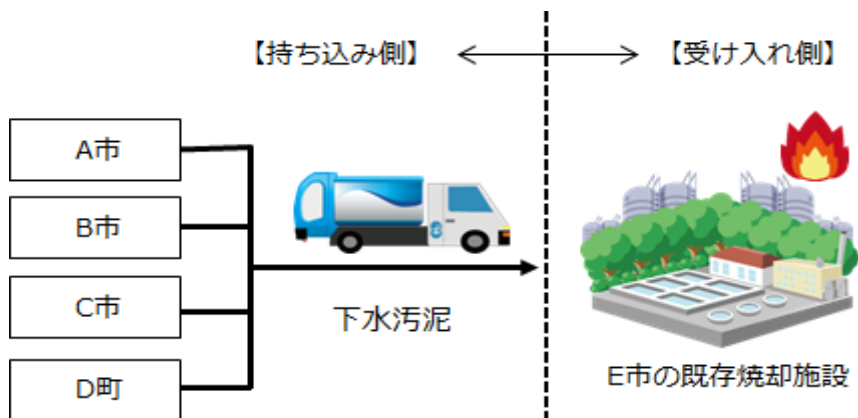 【持ち込み側】
【受け入れ側】
A市
B市
C市
D町
下水汚泥
E市の既存焼却施設